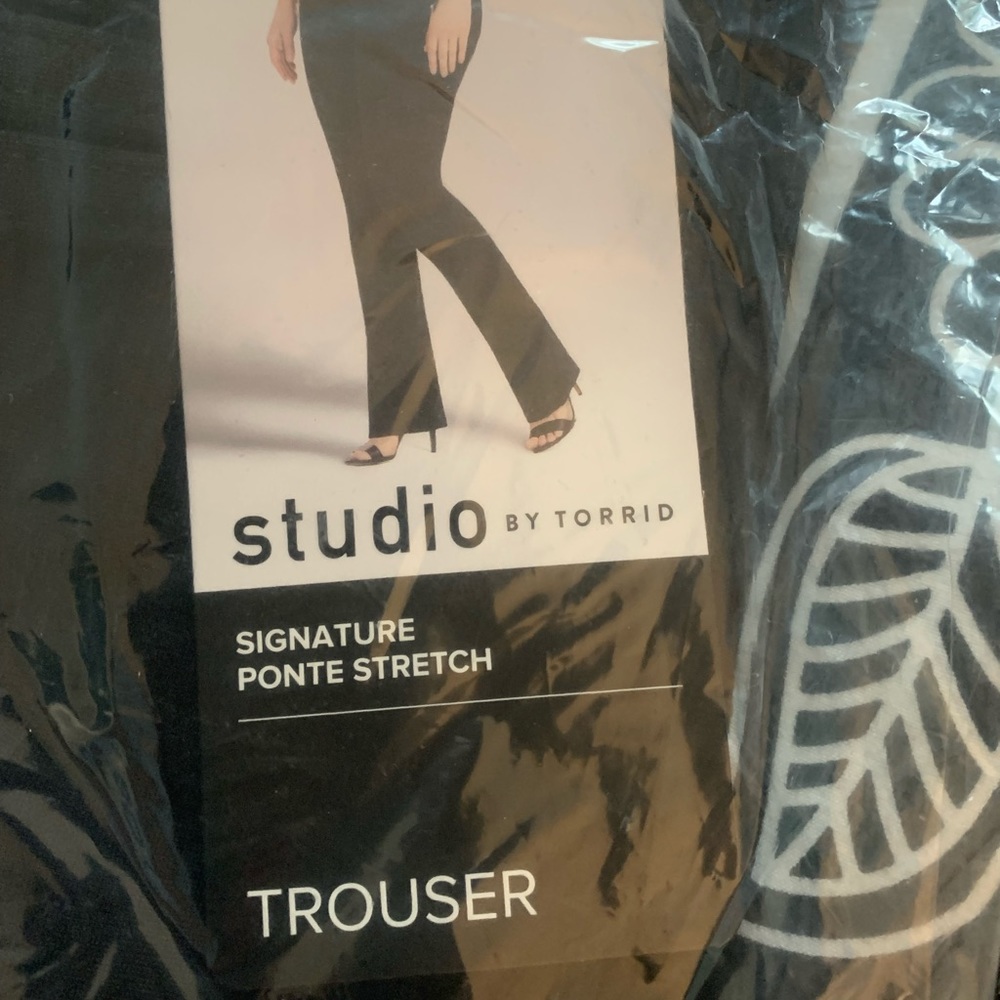 studio BY TORRID
SIGNATURE
PONTE STRETCH
TROUSER